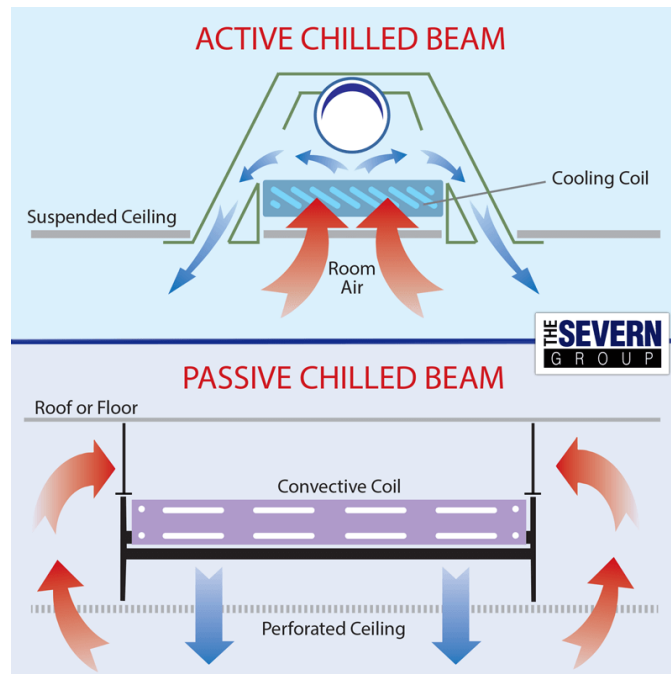 ACTIVE CHILLED BEAM
Cooling Coil
Suspended Ceiling
Room
Air
THE SEVERN
GROUP
PASSIVE CHILLED BEAM
Roof or Floor
Convective Coil
Perforated Ceiling